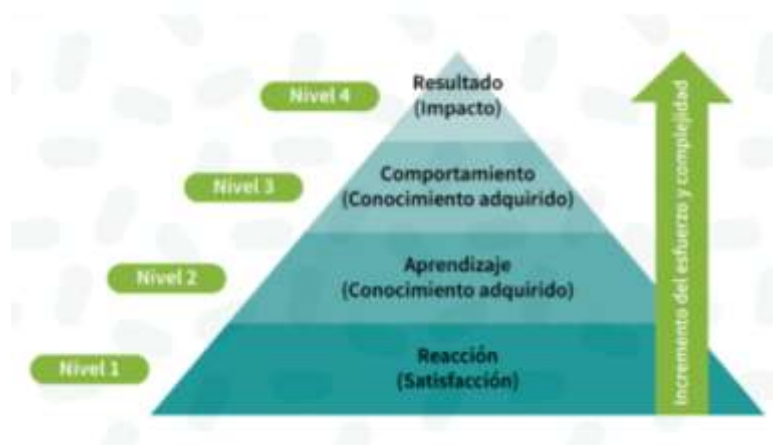 Nivel 4
Resultado
(Impacto)
Nivel 3
Comportamiento
(Conocimiento adquirido)
Nivel 2
Aprendizaje
(Conocimiento adquirido)
Nivel 1
Reacción
(Satisfacción)
Incremento del esfuerzo y complejidad